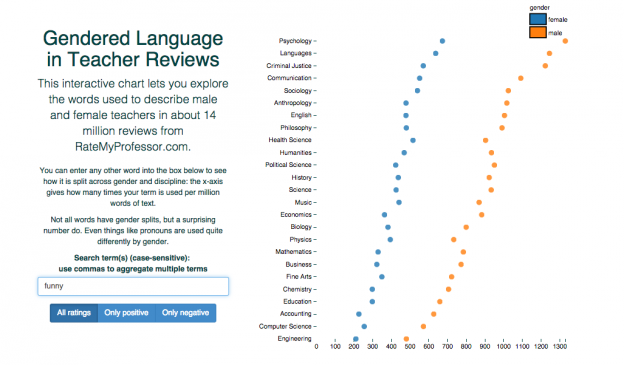 Gendered Language
in Teacher Reviews
This interactive chart lets you explore
the words used to describe male
and female teachers in about 14
million reviews from
RateMyProfessor.com.
You can enter any other word into the box below to see
how it is split across gender and discipline: the x-axis
gives how many times your term is used per million
words of text.
Not all words have gender splits, but a surprising
number do. Even things like pronouns are used quite
differently by gender.
Search term(s) (case-sensitive):
use commas to aggregate multiple terms
funny
All ratings Only positive Only negative
gender
female
male
Psychology
Languages
Criminal Justice
Communication
Sociology
Anthropology
English
Philosophy
Health Science
Humanities
Political Science
History
Science
Music
Economics
Biology
Physics
Mathematics
Business
Fine Arts
Chemistry
Education
Accounting
Computer Science
Engineering
0 100 200 300 400 500 600 700 800 900 1000 1100 1200 1300